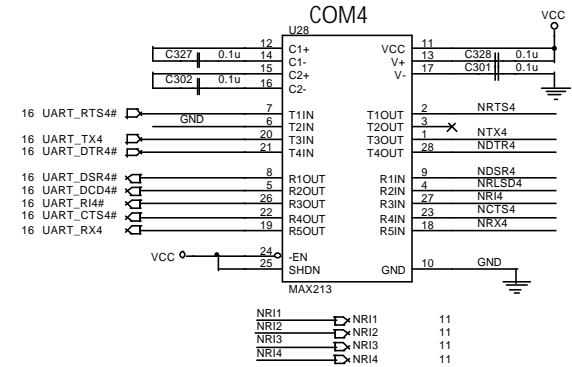 COM4
U28
VCC
12 C1+ VCC 11
C327 0.1u 14 C1- V+ 13 C328 0.1u
15 C2+ V- 17 C301 0.1u
C302 0.1u 16 C2-
16 UART_RTS4# 7 T1IN T1OUT 2 NRTS4
GND 6 T2IN T2OUT 3
16 UART_TX4 20 T3IN T3OUT 1 NTX4
16 UART_DTR4# 21 T4IN T4OUT 28 NDTR4
16 UART_DSR4# 8 R1OUT R1IN 9 NDSR4
16 UART_DCD4# 5 R2OUT R2IN 4 NRLSD4
16 UART_RI4# 26 R3OUT R3IN 27 NRI4
16 UART_CTS4# 22 R4OUT R4IN 23 NCTS4
16 UART_RX4 19 R5OUT R5IN 18 NRX4
VCC 24 -EN
25 SHDN GND 10 GND
MAX213
NRI1 NRI1 11
NRI2 NRI2 11
NRI3 NRI3 11
NRI4 NRI4 11